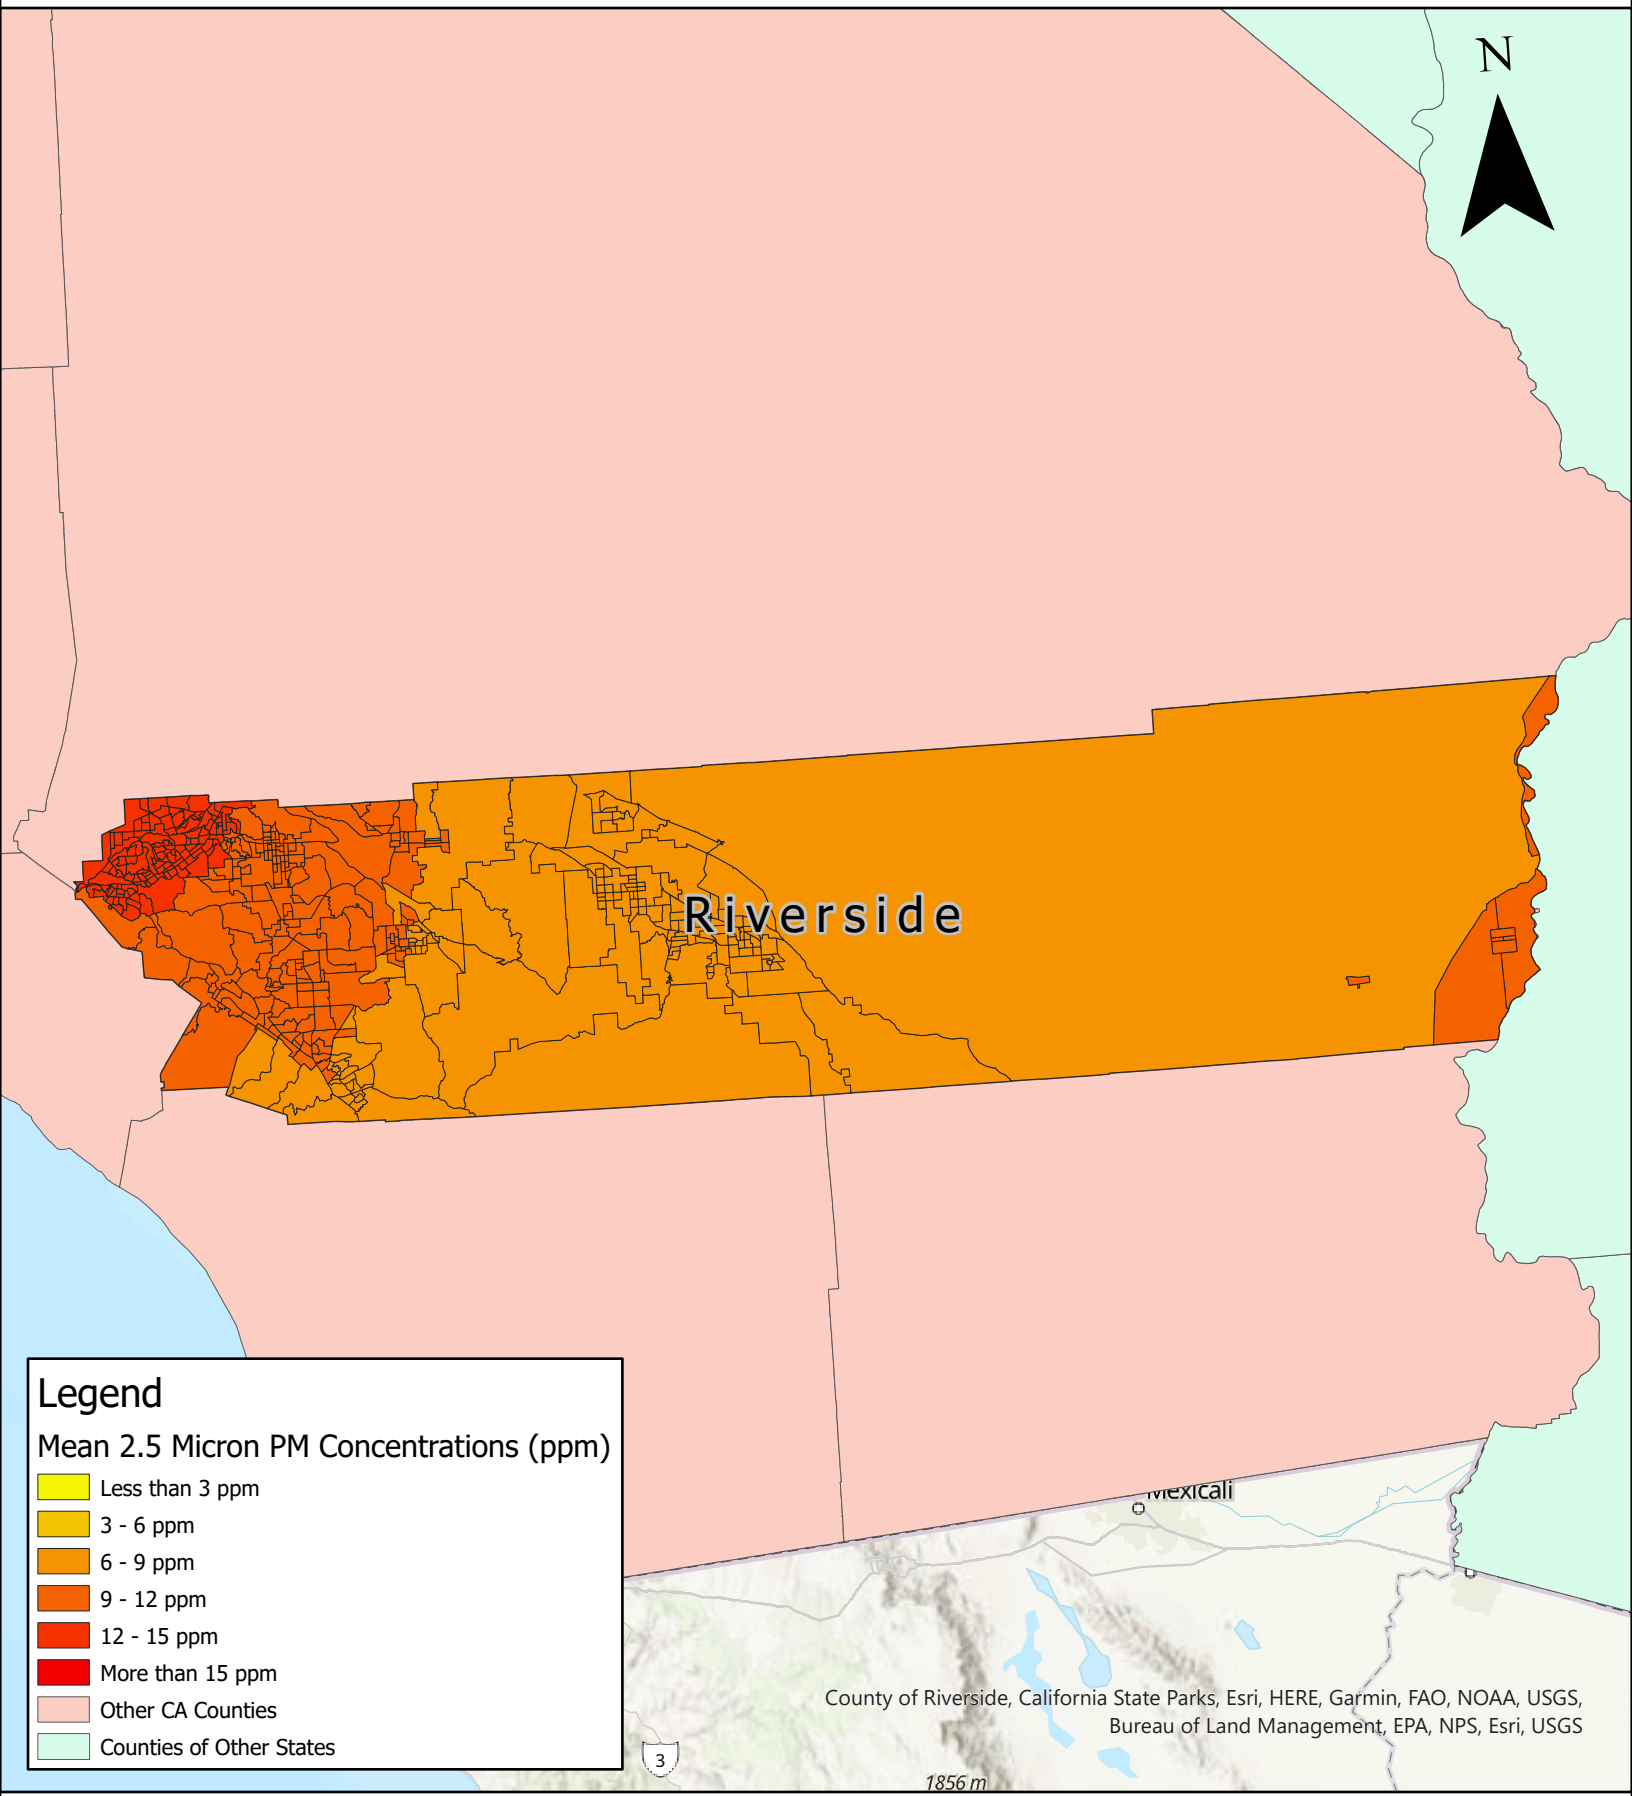 N
Riverside
Legend
Mean 2.5 Micron PM Concentrations (ppm)
Less than 3 ppm
3 - 6 ppm
6 - 9 ppm
9 - 12 ppm
12 - 15 ppm
More than 15 ppm
Other CA Counties
Counties of Other States
Mexicali
County of Riverside, California State Parks, Esri, HERE, Garmin, FAO, NOAA, USGS,
Bureau of Land Management, EPA, NPS, Esri, USGS
3
1856 m